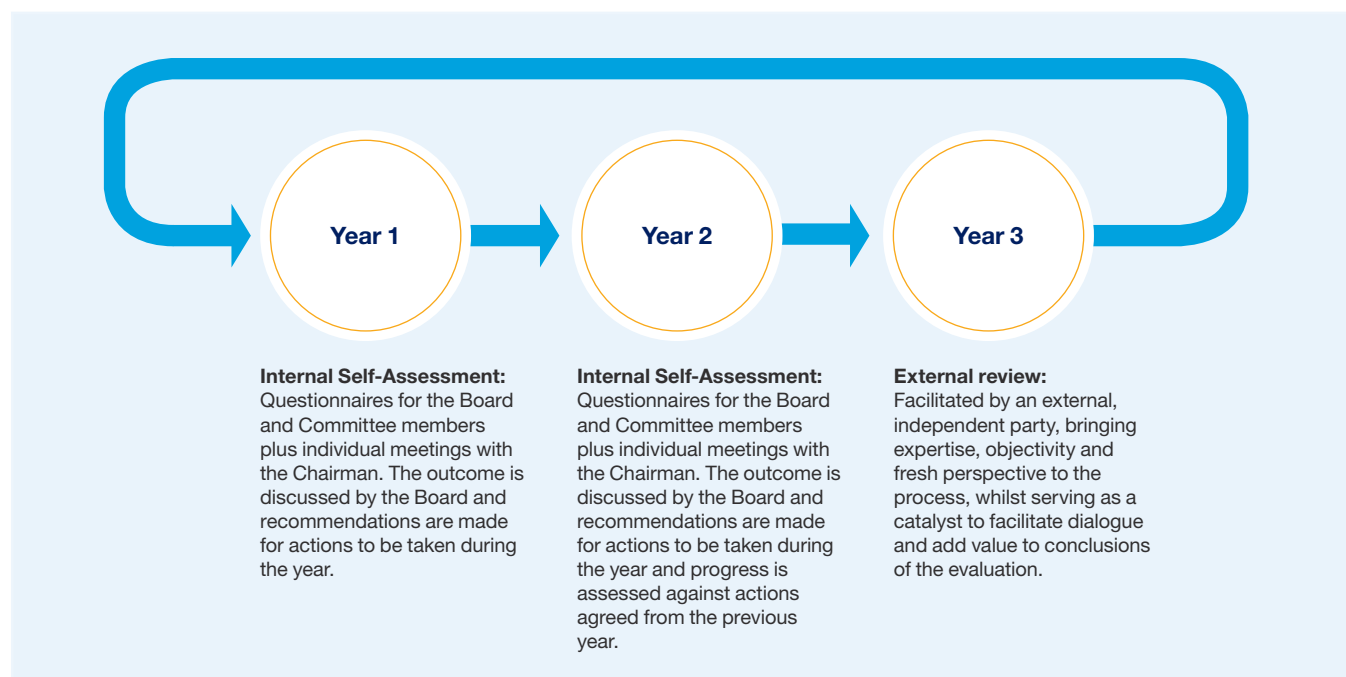 Year 1
Year 2
Year 3
Internal Self-Assessment:
Questionnaires for the Board
and Committee members
plus individual meetings with
the Chairman. The outcome is
discussed by the Board and
recommendations are made
for actions to be taken during
the year.
Internal Self-Assessment:
Questionnaires for the Board
and Committee members
plus individual meetings with
the Chairman. The outcome is
discussed by the Board and
recommendations are made
for actions to be taken during
the year and progress is
assessed against actions
agreed from the previous
year.
External review:
Facilitated by an external,
independent party, bringing
expertise, objectivity and
fresh perspective to the
process, whilst serving as a
catalyst to facilitate dialogue
and add value to conclusions
of the evaluation.